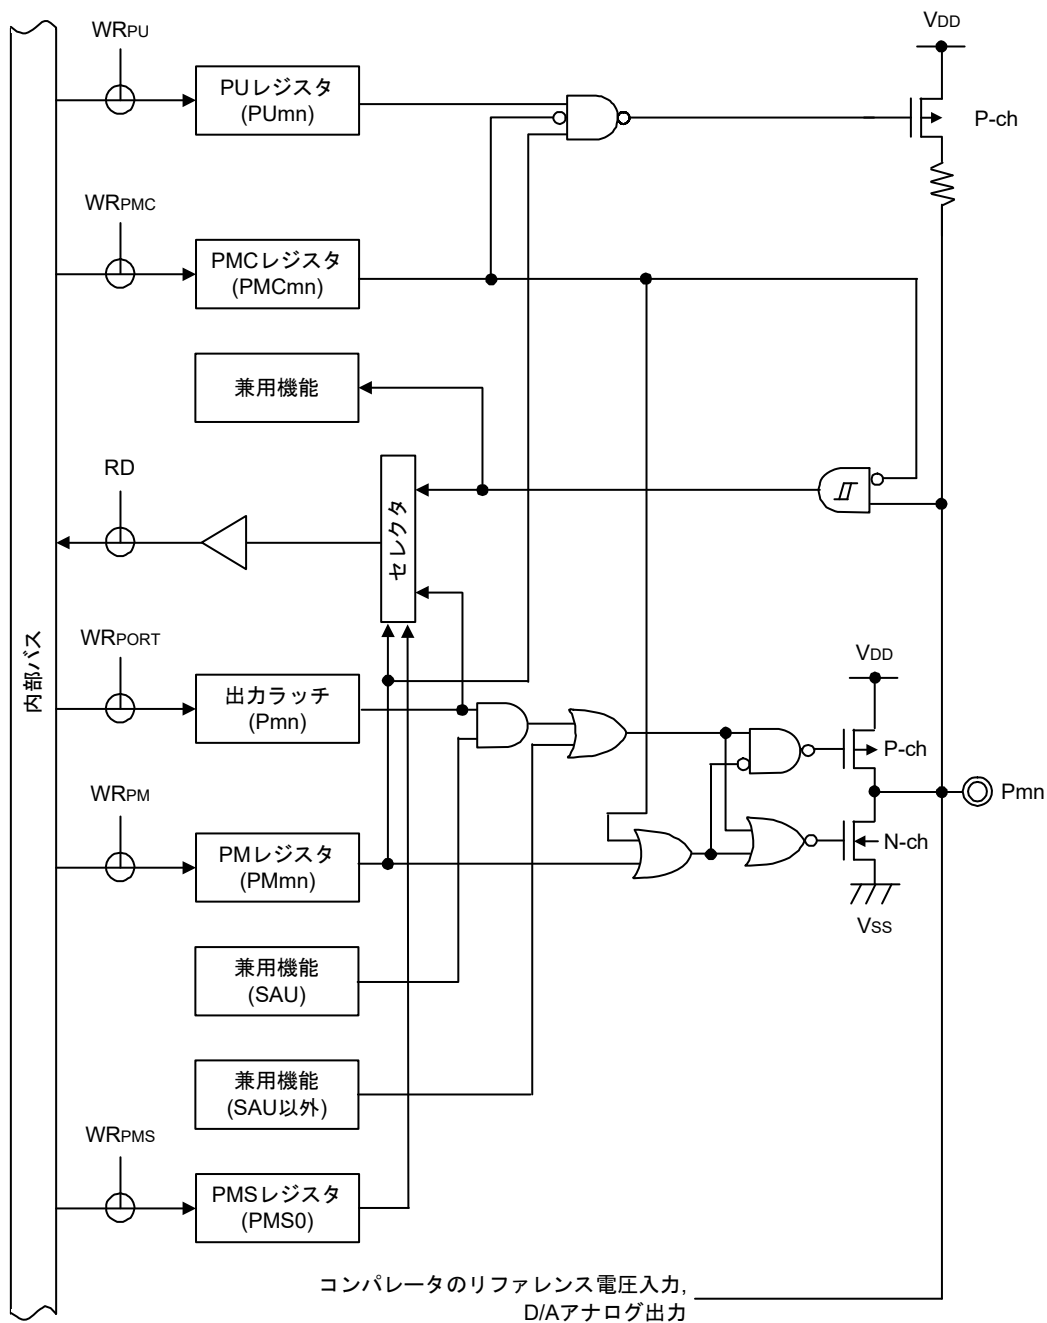 WRPU
VDD
PUレジスタ
(PUmn)
P-ch
WRPMC
PMCレジスタ
(PMCmn)
兼用機能
RD
セレクタ
内部バス
WRPORT
VDD
出力ラッチ
(Pmn)
P-ch
WRPM
Pmn
PMレジスタ
(PMmn)
N-ch
VSS
兼用機能
(SAU)
兼用機能
(SAU以外)
WRPMS
PMSレジスタ
(PMS0)
コンパレータのリファレンス電圧入力,
D/Aアナログ出力